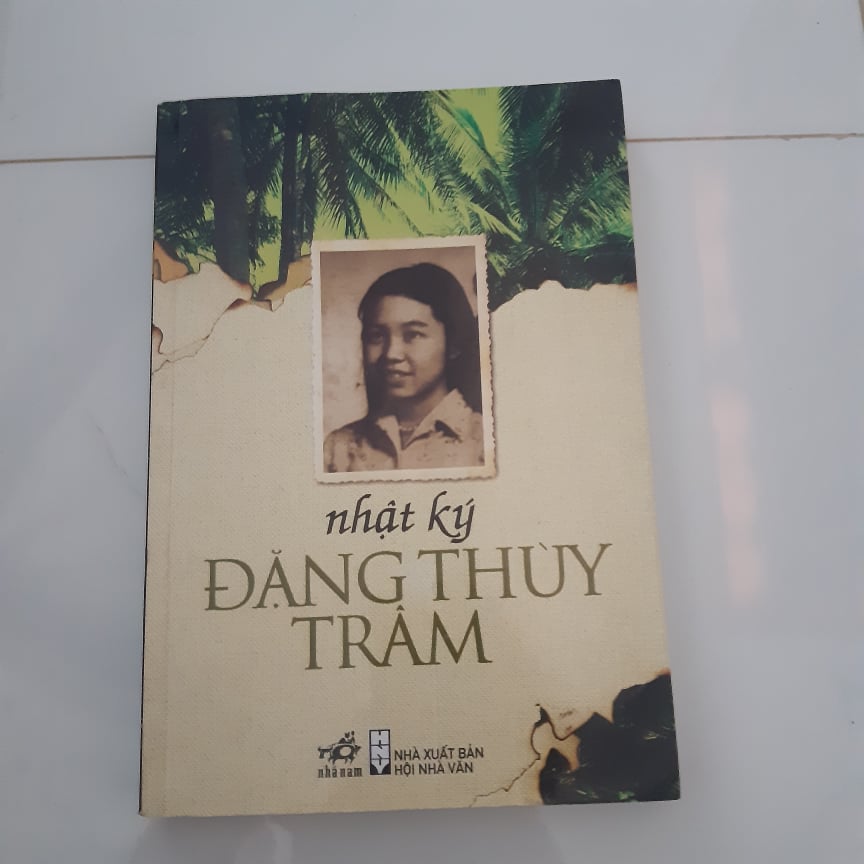 nhật ký
ĐẶNG THÙY
TRÂM
nhã nam
NHÀ XUẤT BẢN
HỘI NHÀ VĂN